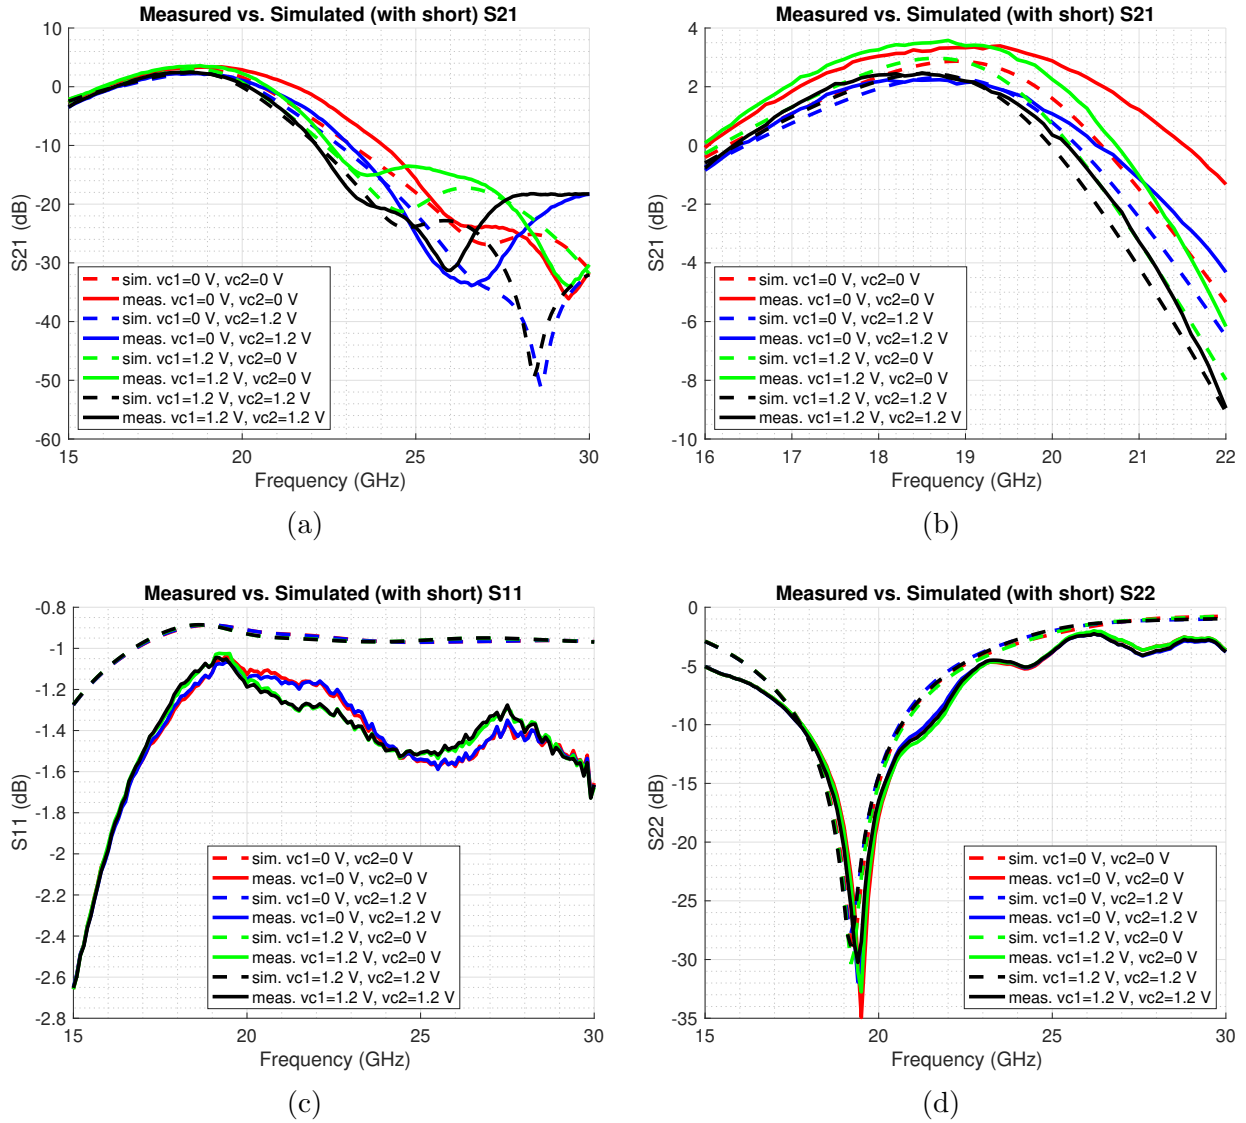 Measured vs. Simulated (with short) S21
10
0
-10
-20
-30
-40
-50
-60
S21 (dB)
sim. vc1=0 V, vc2=0 V
meas. vc1=0 V, vc2=0 V
sim. vc1=0 V, vc2=1.2 V
meas. vc1=0 V, vc2=1.2 V
sim. vc1=1.2 V, vc2=0 V
meas. vc1=1.2 V, vc2=0 V
sim. vc1=1.2 V, vc2=1.2 V
meas. vc1=1.2 V, vc2=1.2 V
15 20 25 30
Frequency (GHz)
(a)
Measured vs. Simulated (with short) S21
4
2
0
-2
-4
-6
-8
-10
S21 (dB)
sim. vc1=0 V, vc2=0 V
meas. vc1=0 V, vc2=0 V
sim. vc1=0 V, vc2=1.2 V
meas. vc1=0 V, vc2=1.2 V
sim. vc1=1.2 V, vc2=0 V
meas. vc1=1.2 V, vc2=0 V
sim. vc1=1.2 V, vc2=1.2 V
meas. vc1=1.2 V, vc2=1.2 V
16 17 18 19 20 21 22
Frequency (GHz)
(b)
Measured vs. Simulated (with short) S11
-0.8
-1
-1.2
-1.4
-1.6
-1.8
-2
-2.2
-2.4
-2.6
-2.8
S11 (dB)
sim. vc1=0 V, vc2=0 V
meas. vc1=0 V, vc2=0 V
sim. vc1=0 V, vc2=1.2 V
meas. vc1=0 V, vc2=1.2 V
sim. vc1=1.2 V, vc2=0 V
meas. vc1=1.2 V, vc2=0 V
sim. vc1=1.2 V, vc2=1.2 V
meas. vc1=1.2 V, vc2=1.2 V
15 20 25 30
Frequency (GHz)
(c)
Measured vs. Simulated (with short) S22
0
-5
-10
-15
-20
-25
-30
-35
S22 (dB)
sim. vc1=0 V, vc2=0 V
meas. vc1=0 V, vc2=0 V
sim. vc1=0 V, vc2=1.2 V
meas. vc1=0 V, vc2=1.2 V
sim. vc1=1.2 V, vc2=0 V
meas. vc1=1.2 V, vc2=0 V
sim. vc1=1.2 V, vc2=1.2 V
meas. vc1=1.2 V, vc2=1.2 V
15 20 25 30
Frequency (GHz)
(d)